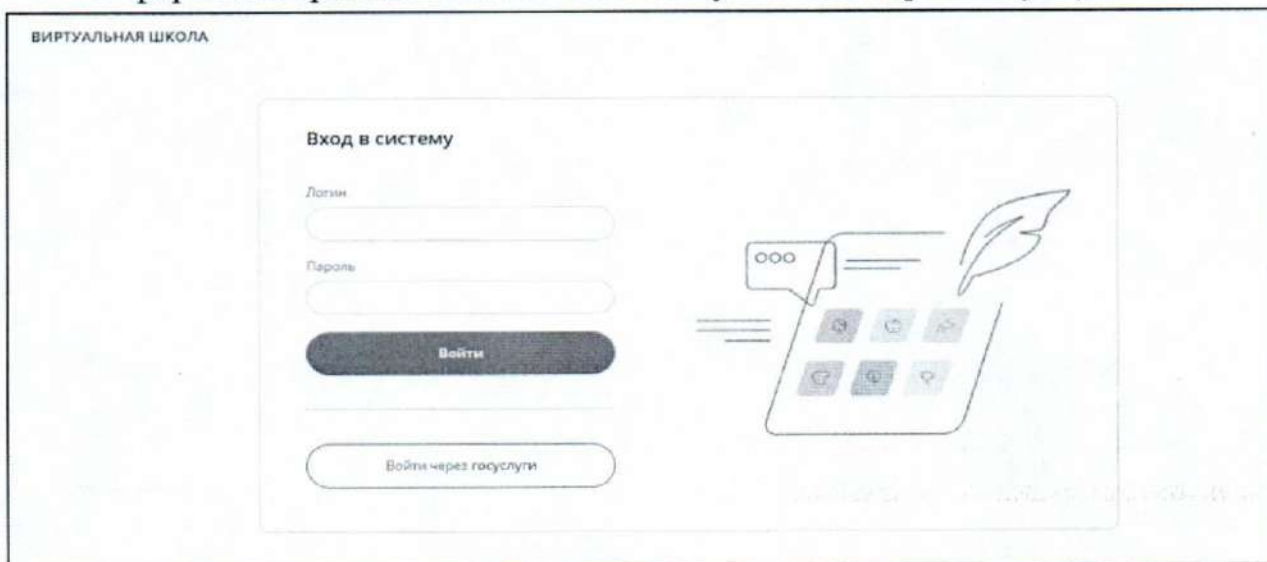 ВИРТУАЛЬНАЯ ШКОЛА
Вход в систему
Логин
Пароль
Войти
Войти через госуслуги